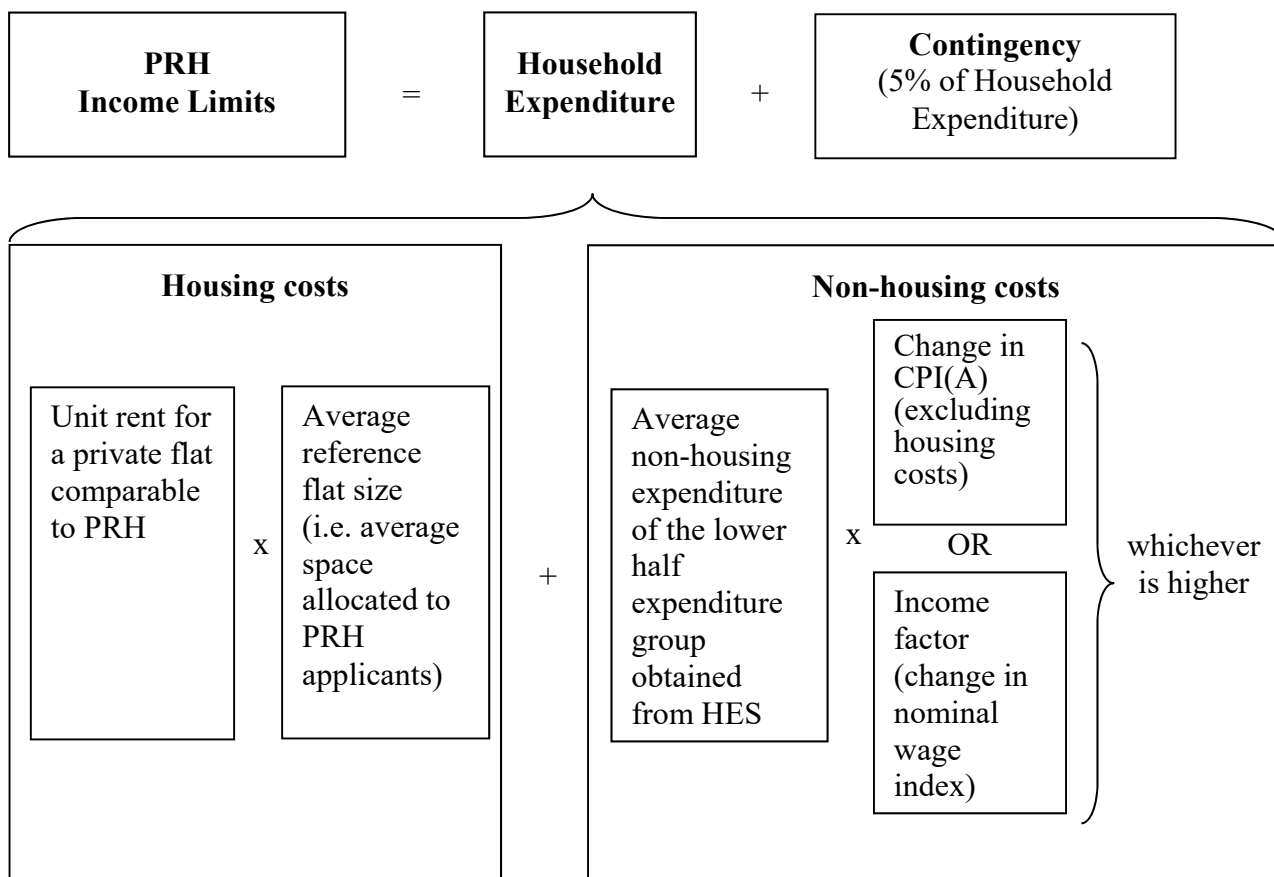 PRH
Income Limits
=
Household
Expenditure
+
Contingency
(5% of Household
Expenditure)
Housing costs
Unit rent for
a private flat
comparable
to PRH
x
Average
reference
flat size
(i.e. average
space
allocated to
PRH
applicants)
+
Non-housing costs
Average
non-housing
expenditure
of the lower
half
expenditure
group
obtained
from HES
x
Change in
CPI(A)
(excluding
housing
costs)
OR
Income
factor
(change in
nominal
wage
index)
whichever
is higher